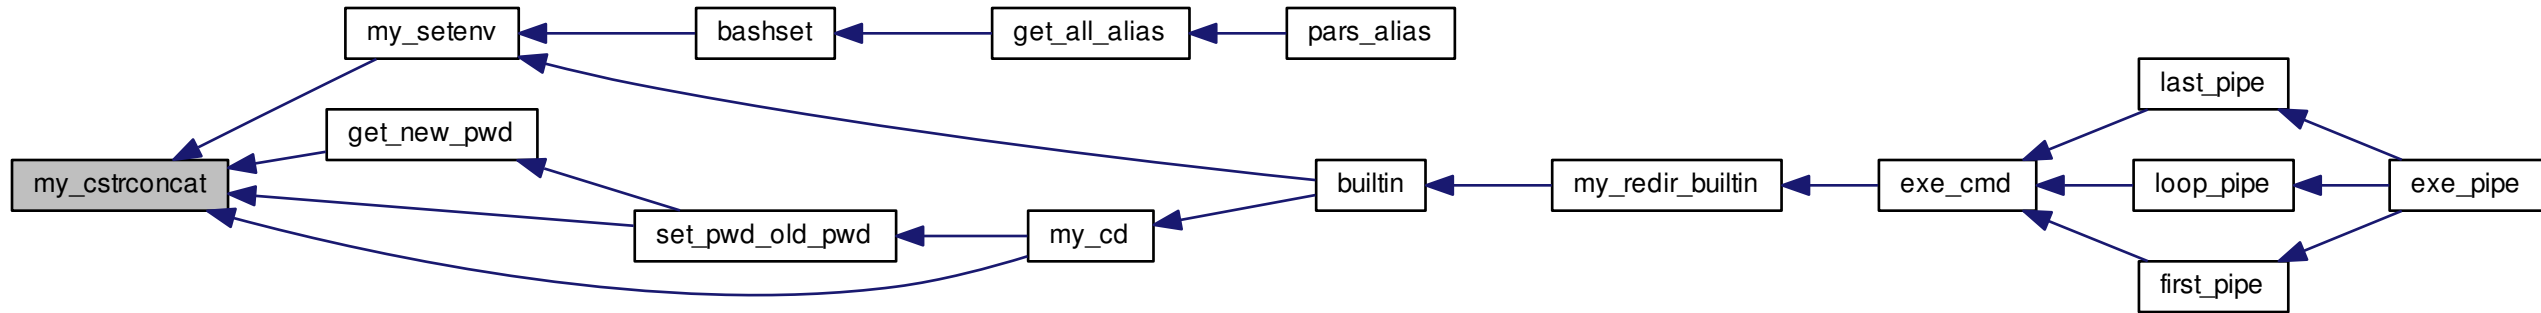 my_setenv
bashset
get_all_alias
pars_alias
last_pipe
get_new_pwd
my_cstrconcat
builtin
my_redir_builtin
exe_cmd
loop_pipe
exe_pipe
set_pwd_old_pwd
my_cd
first_pipe